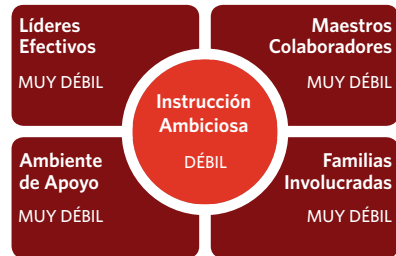 Líderes
Efectivos
MUY DÉBIL
Maestros
Colaboradores
MUY DÉBIL
Instrucción
Ambiciosa
DÉBIL
Ambiente
de Apoyo
MUY DÉBIL
Familias
Involucradas
MUY DÉBIL